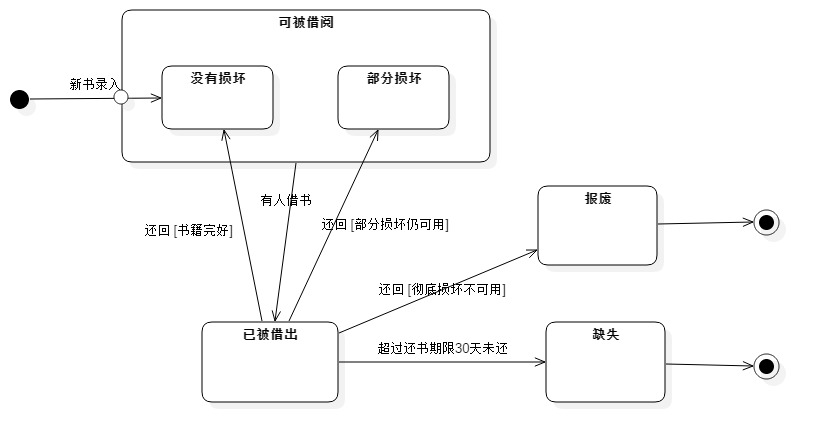 可被借阅
没有损坏
部分损坏
新书录入
有人借书
还回 [书籍完好]
还回 [部分损坏仍可用]
报废
还回 [彻底损坏不可用]
已被借出
超过还书期限30天未还
缺失